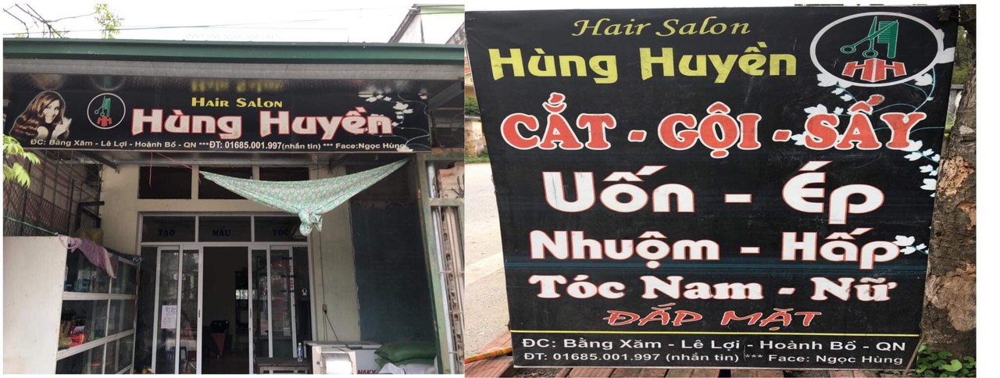 Hair Salon
Hùng Huyền
ĐC: Bằng Xăm - Lê Lợi - Hoành Bồ - QN ***ĐT: 01685.001.997(nhắn tin) *** Face:Ngọc Hùng
TẠO MẪU TÓC
Hair Salon
Hùng Huyền
HH
CẮT - GỘI - SẤY
Uốn - Ép
Nhuộm - Hấp
Tóc Nam - Nữ
ĐẮP MẶT
ĐC: Bằng Xăm - Lê Lợi - Hoành Bồ - QN
ĐT: 01685.001.997 (nhắn tin) *** Face: Ngọc Hùng